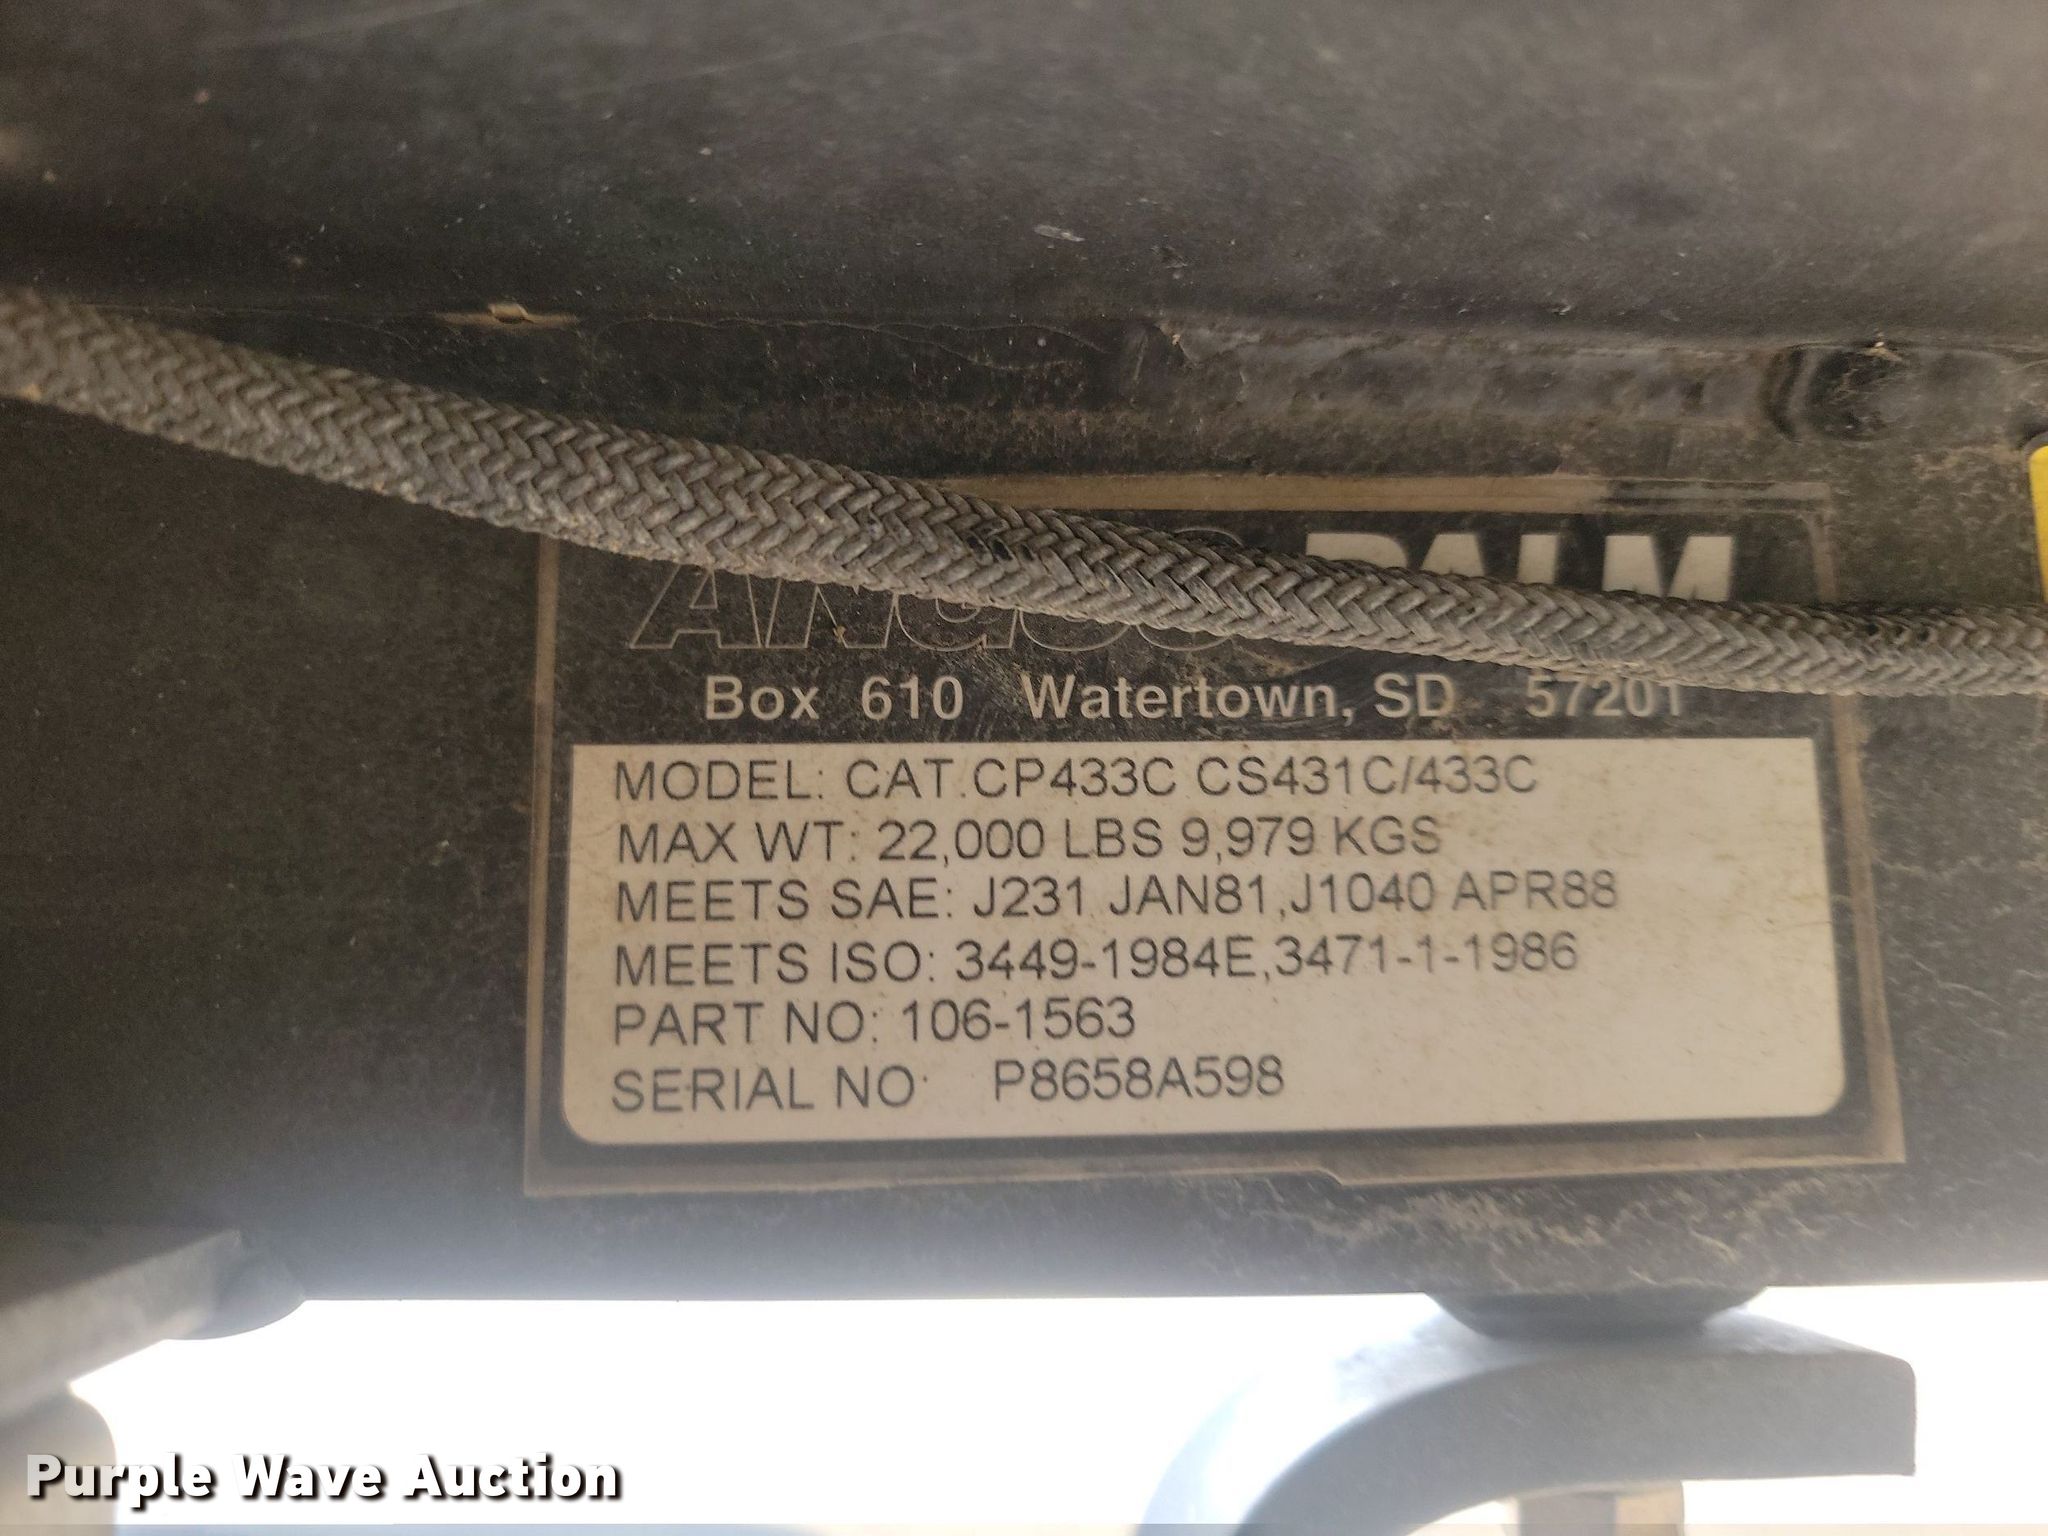 PALM
Box 610 Watertown, SD 57201
MODEL: CAT.CP433C CS431C/433C
MAX WT: 22,000 LBS 9,979 KGS
MEETS SAE: J231 JAN81,J1040 APR88
MEETS ISO: 3449-1984E,3471-1-1986
PART NO: 106-1563
SERIAL NO: P8658A598
Purple Wave Auction